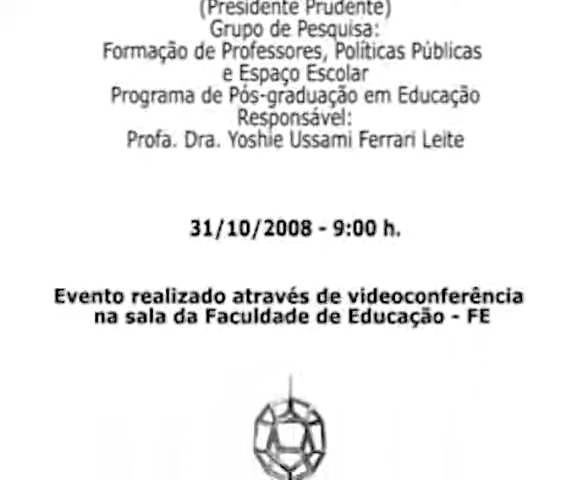 (Presidente Prudente)
Grupo de Pesquisa:
Formação de Professores, Políticas Públicas
e Espaço Escolar
Programa de Pós-graduação em Educação
Responsável:
Profa. Dra. Yoshie Ussami Ferrari Leite
31/10/2008 - 9:00 h.
Evento realizado através de videoconferência
na sala da Faculdade de Educação - FE